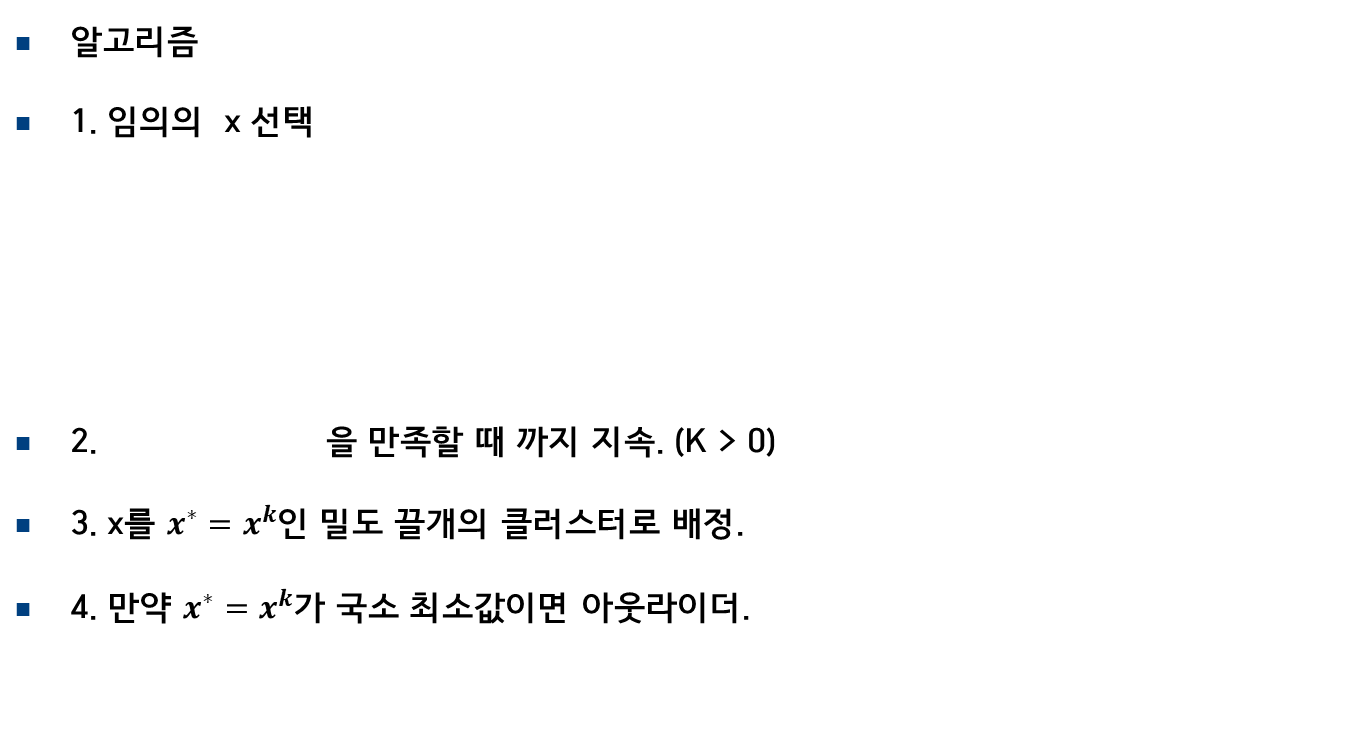 ▪ 알고리즘
▪ 1. 임의의 x 선택
▪ 2. 을 만족할 때 까지 지속. (K > 0)
▪ 3. x를 x* = xᵏ인 밀도 끌개의 클러스터로 배정.
▪ 4. 만약 x* = xᵏ가 국소 최소값이면 아웃라이더.